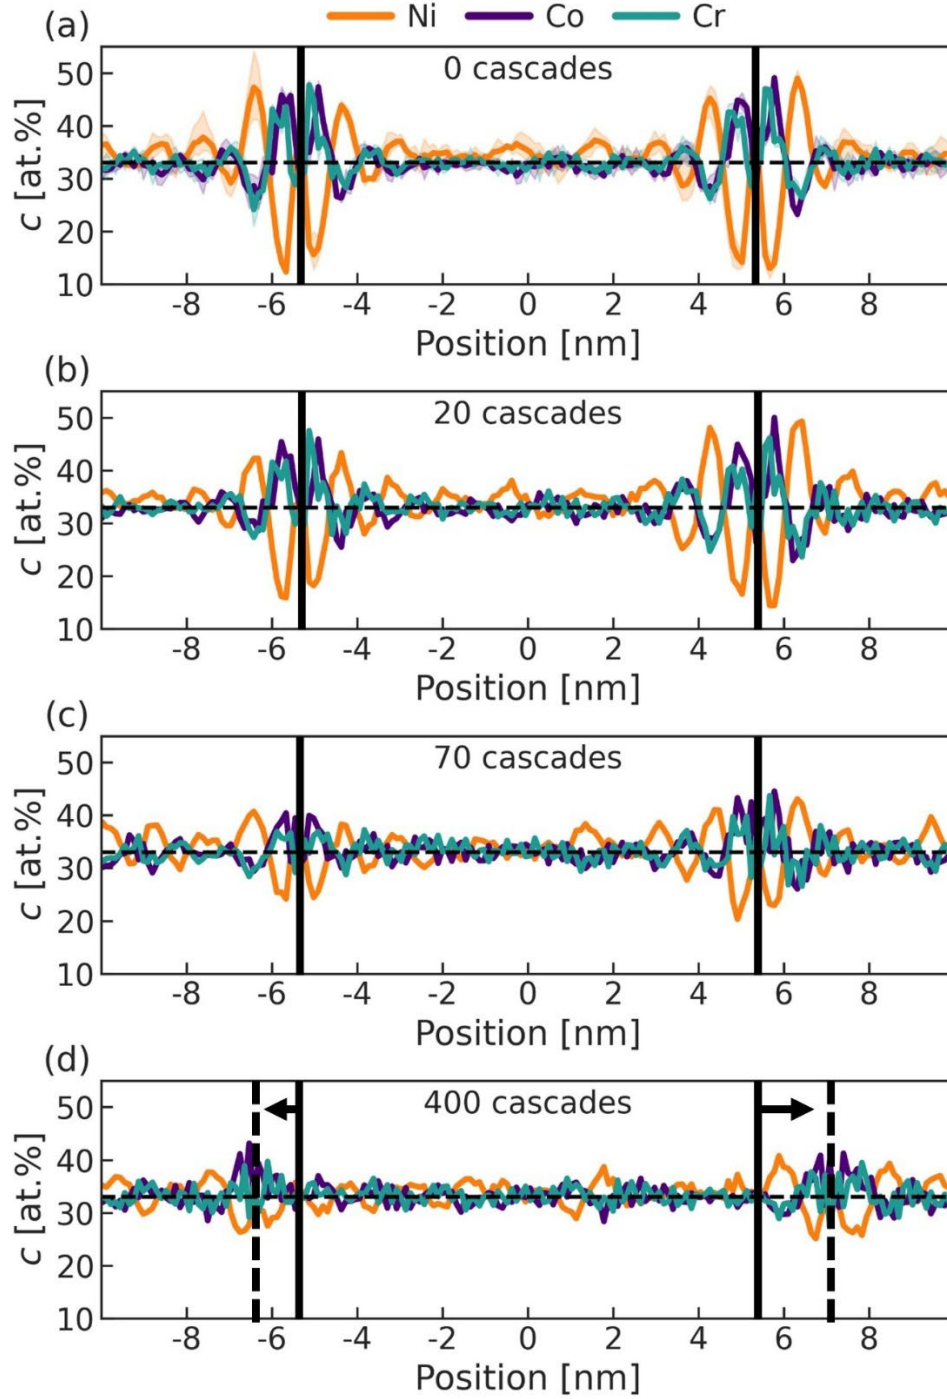 Ni Co Cr
(a)
0 cascades
50
40
30
20
10
c [at.%]
-8 -6 -4 -2 0 2 4 6 8
Position [nm]
(b)
20 cascades
50
40
30
20
10
c [at.%]
-8 -6 -4 -2 0 2 4 6 8
Position [nm]
(c)
70 cascades
50
40
30
20
10
c [at.%]
-8 -6 -4 -2 0 2 4 6 8
Position [nm]
(d)
400 cascades
50
40
30
20
10
c [at.%]
-8 -6 -4 -2 0 2 4 6 8
Position [nm]